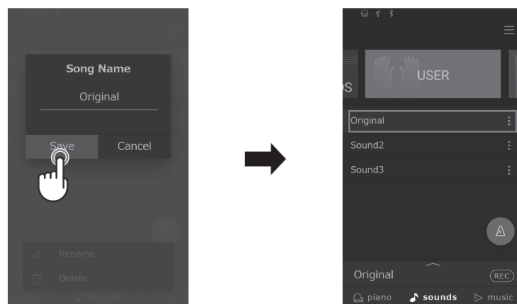 Song Name
Original
Save Cancel
Rename
Delete
S
USER
Original
Sound2
Sound3
Original REC
piano sounds music